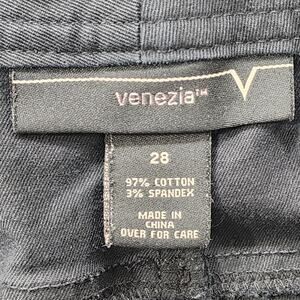 venezia™
28
97% COTTON
3% SPANDEX
MADE IN
CHINA
OVER FOR CARE